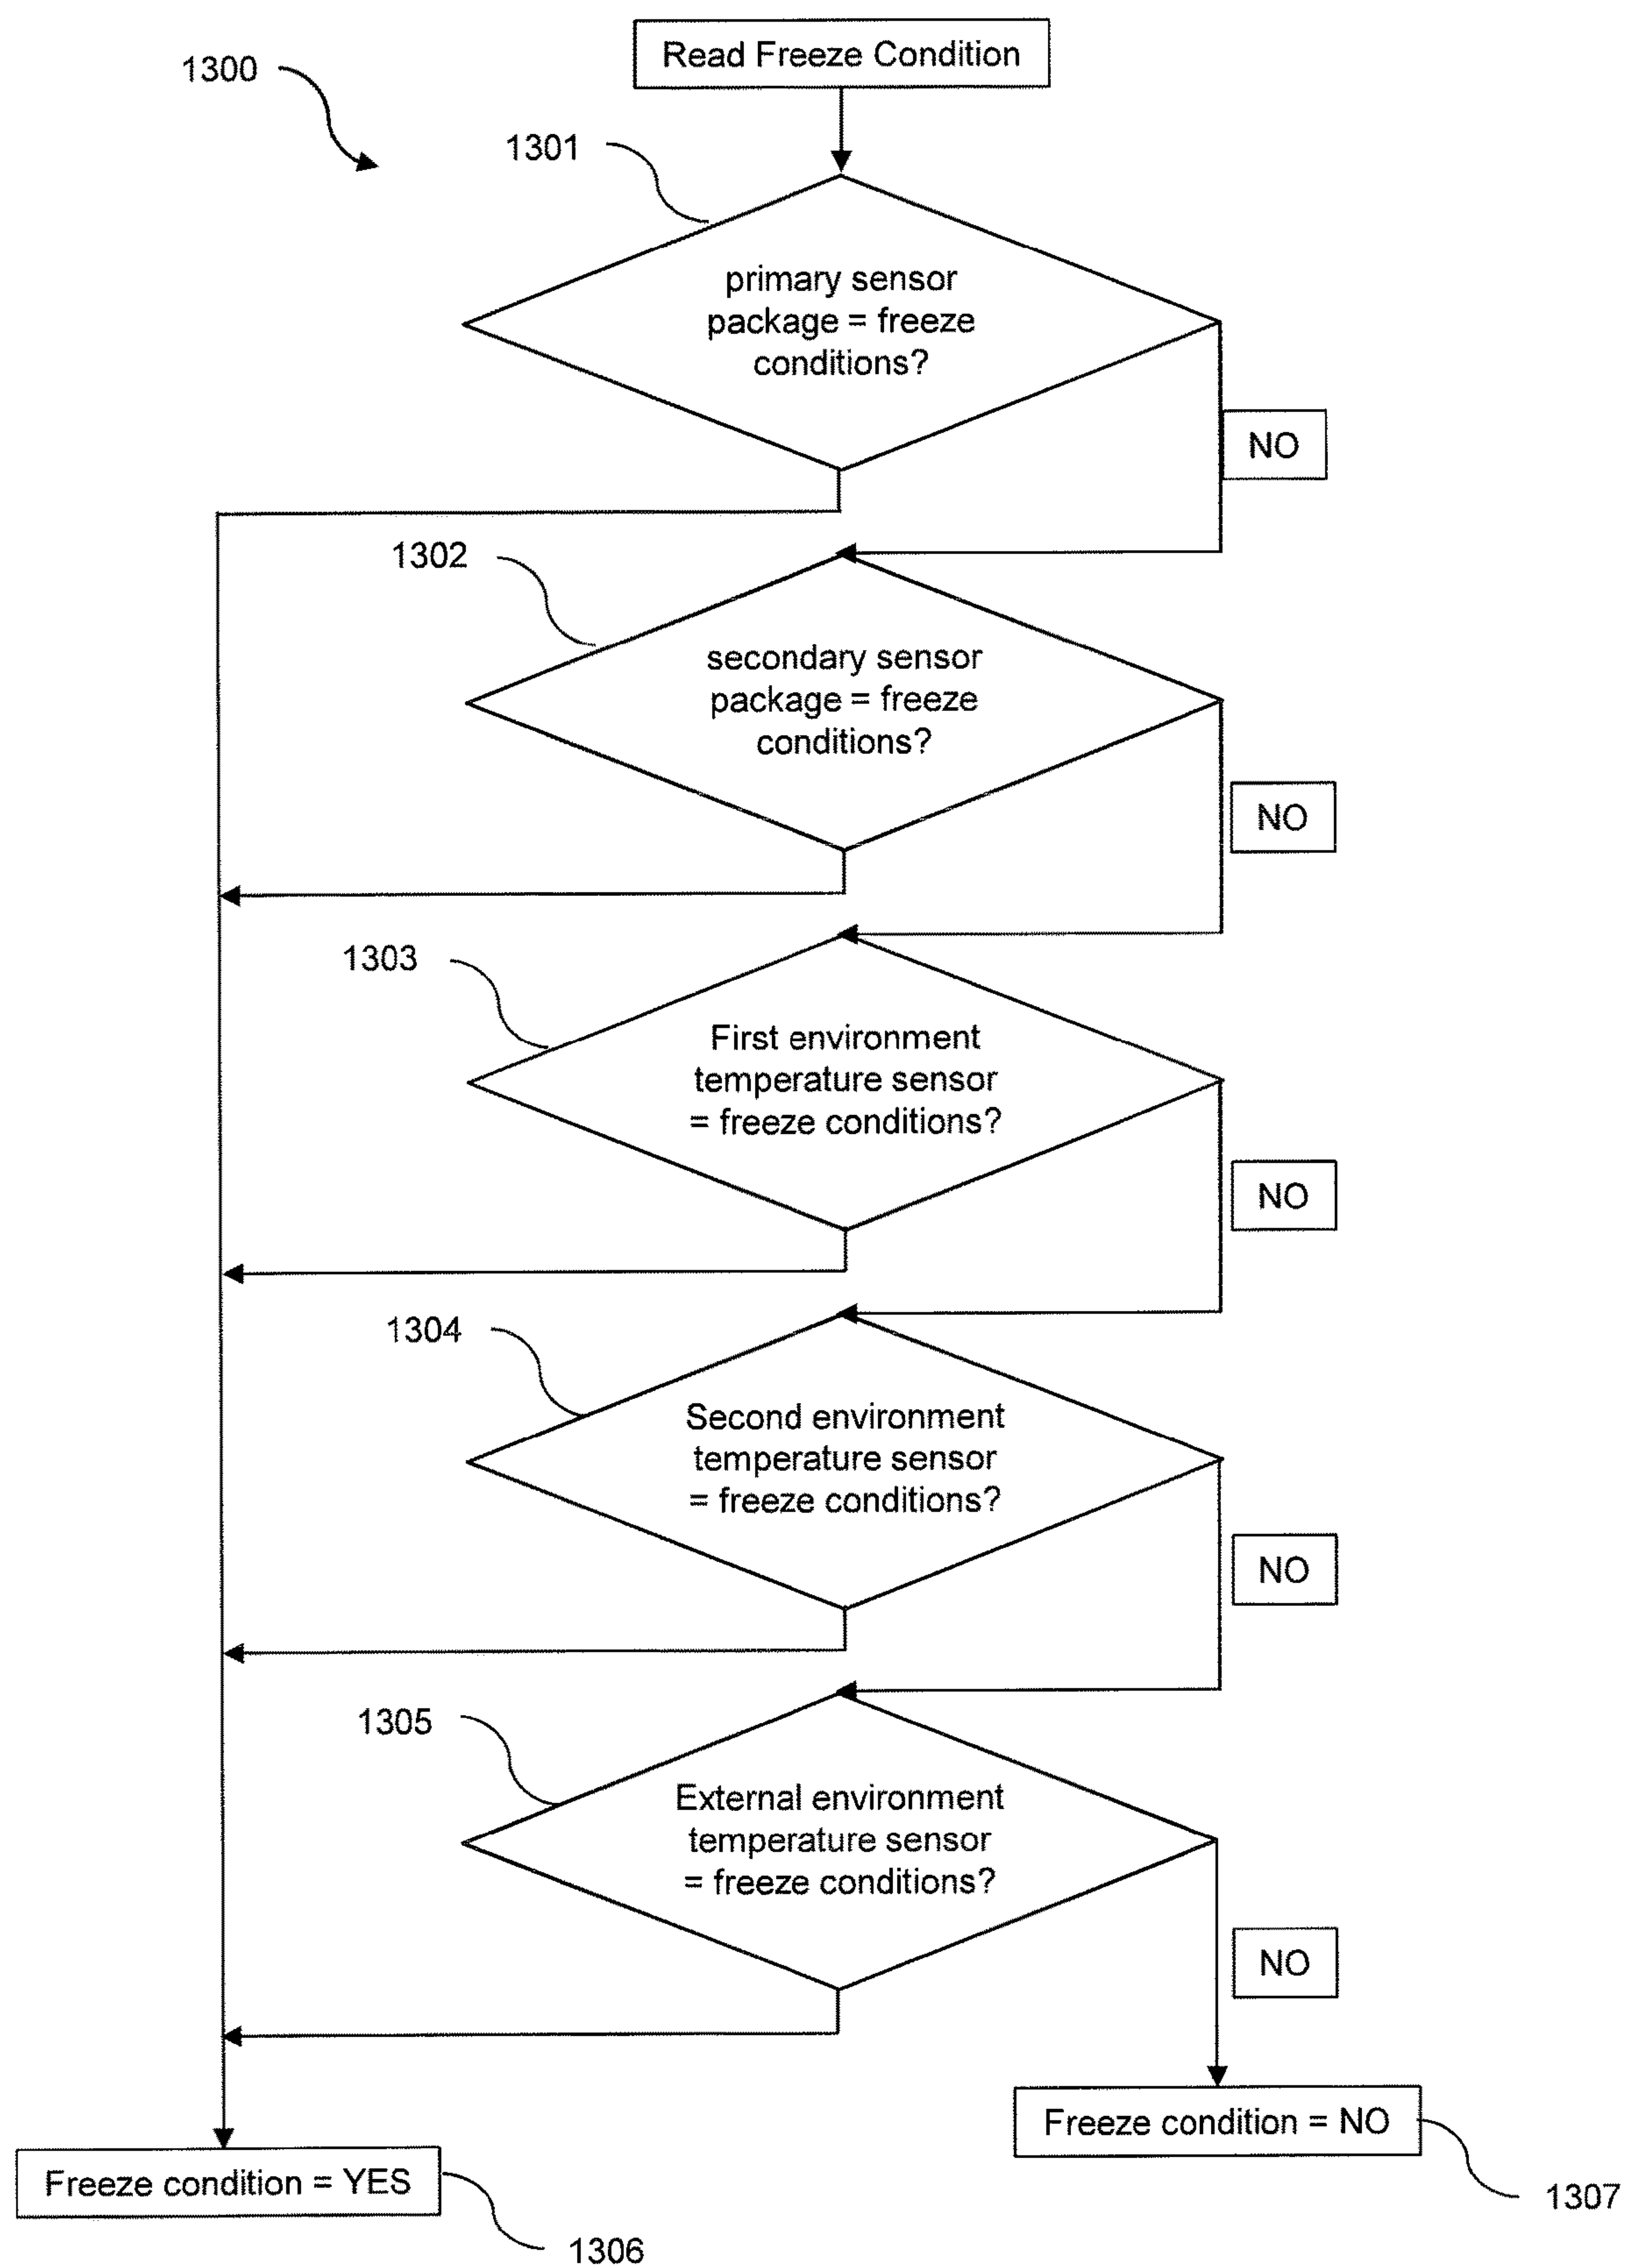 Read Freeze Condition
1300
1301
primary sensor
package = freeze
conditions?
NO
1302
secondary sensor
package = freeze
conditions?
NO
1303
First environment
temperature sensor
= freeze conditions?
NO
1304
Second environment
temperature sensor
= freeze conditions?
NO
1305
External environment
temperature sensor
= freeze conditions?
NO
Freeze condition = NO
Freeze condition = YES
1307
1306